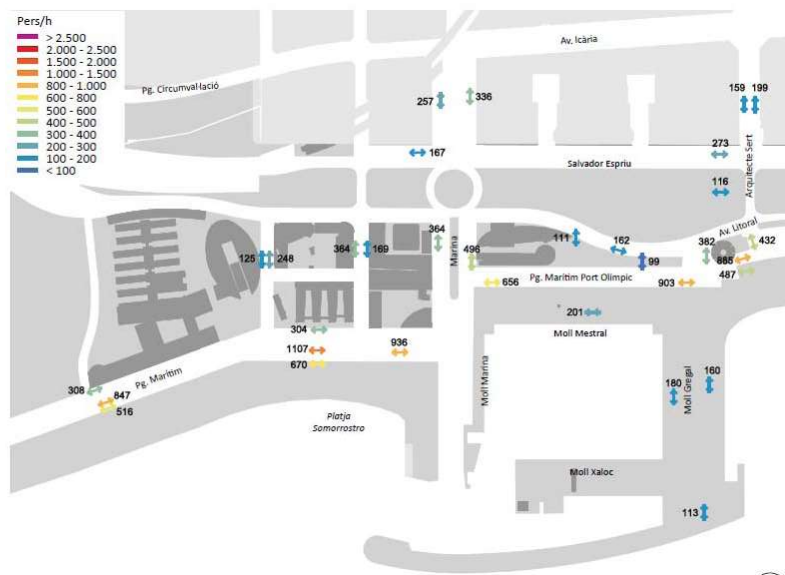 Pers/h
> 2.500
2.000 - 2.500
1.500 - 2.000
1.000 - 1.500
800 - 1.000
600 - 800
500 - 600
400 - 500
300 - 400
200 - 300
100 - 200
< 100
Av. Icària
Pg. Circumval·lació
257
336
159
199
167
273
Salvador Espriu
116
Arquitecte Sert
Av. Litoral
364
111
162
382
432
125
248
364
169
Marina
496
99
885
487
Pg. Marítim Port Olímpic
656
903
201
Moll Mestral
304
1107
936
670
Pg. Marítim
308
847
516
Platja
Somorrostro
Moll Marina
180
160
Moll Gregal
Moll Xaloc
113